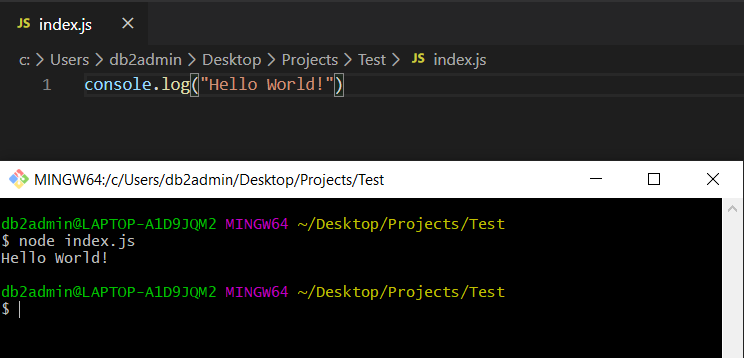 JS index.js
c: > Users > db2admin > Desktop > Projects > Test > JS index.js
1 console.log("Hello World!")
MINGW64:/c/Users/db2admin/Desktop/Projects/Test
db2admin@LAPTOP-A1D9JQM2 MINGW64 ~/Desktop/Projects/Test
$ node index.js
Hello World!
db2admin@LAPTOP-A1D9JQM2 MINGW64 ~/Desktop/Projects/Test
$